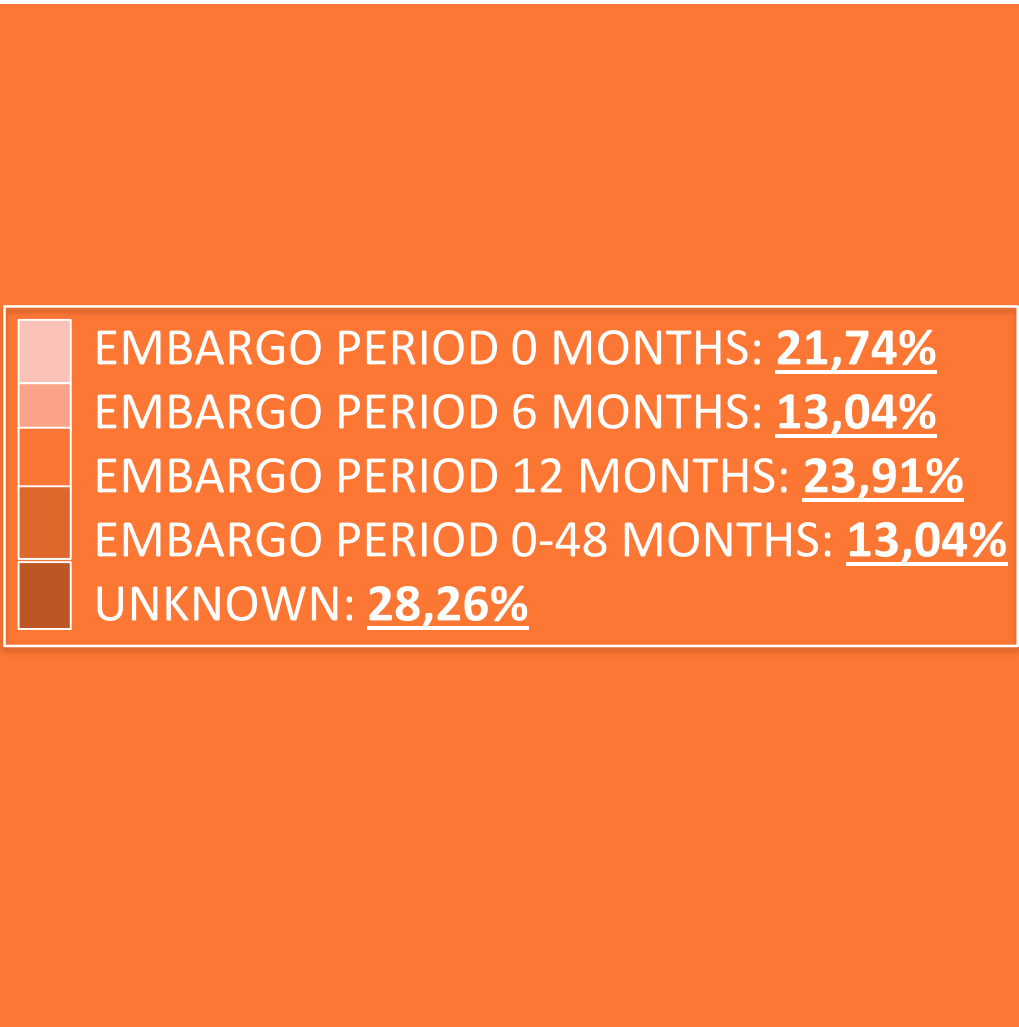 EMBARGO PERIOD 0 MONTHS: 21,74%
EMBARGO PERIOD 6 MONTHS: 13,04%
EMBARGO PERIOD 12 MONTHS: 23,91%
EMBARGO PERIOD 0-48 MONTHS: 13,04%
UNKNOWN: 28,26%